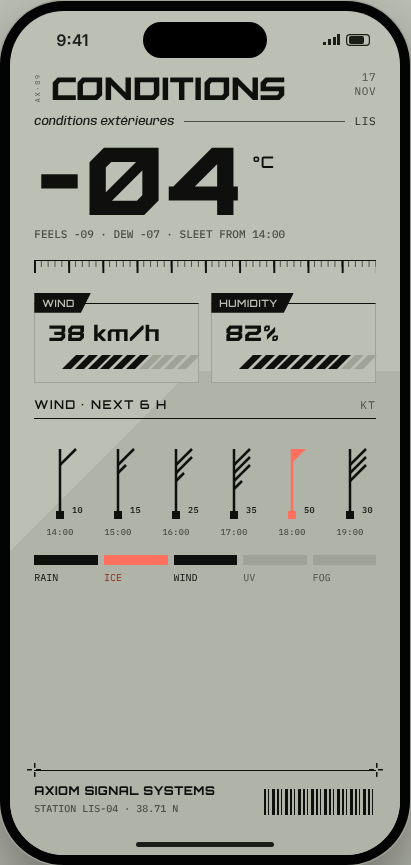 9:41
AX·09
CONDITIONS
17
NOV
conditions extérieures
LIS
-04 °C
FEELS -09 · DEW -07 · SLEET FROM 14:00
WIND
38 km/h
HUMIDITY
82%
WIND · NEXT 6 H
KT
10 15 25 35 50 30
14:00 15:00 16:00 17:00 18:00 19:00
RAIN ICE WIND UV FOG
AXIOM SIGNAL SYSTEMS
STATION LIS-04 · 38.71 N